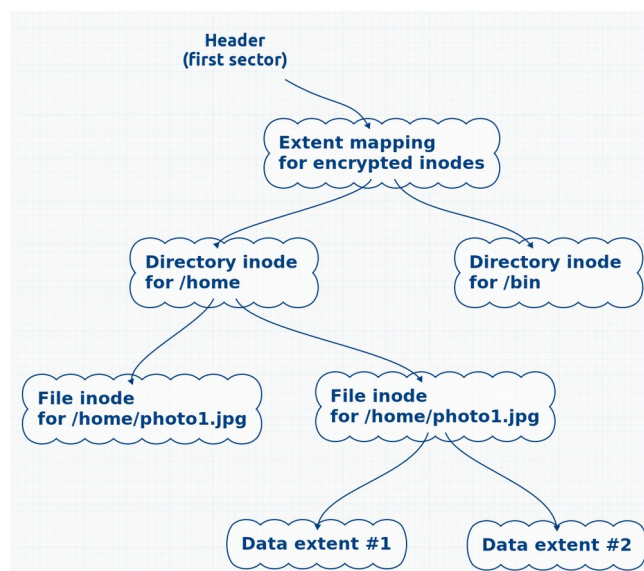 Header
(first sector)
Extent mapping
for encrypted inodes
Directory inode
for /home
Directory inode
for /bin
File inode
for /home/photo1.jpg
File inode
for /home/photo1.jpg
Data extent #1
Data extent #2